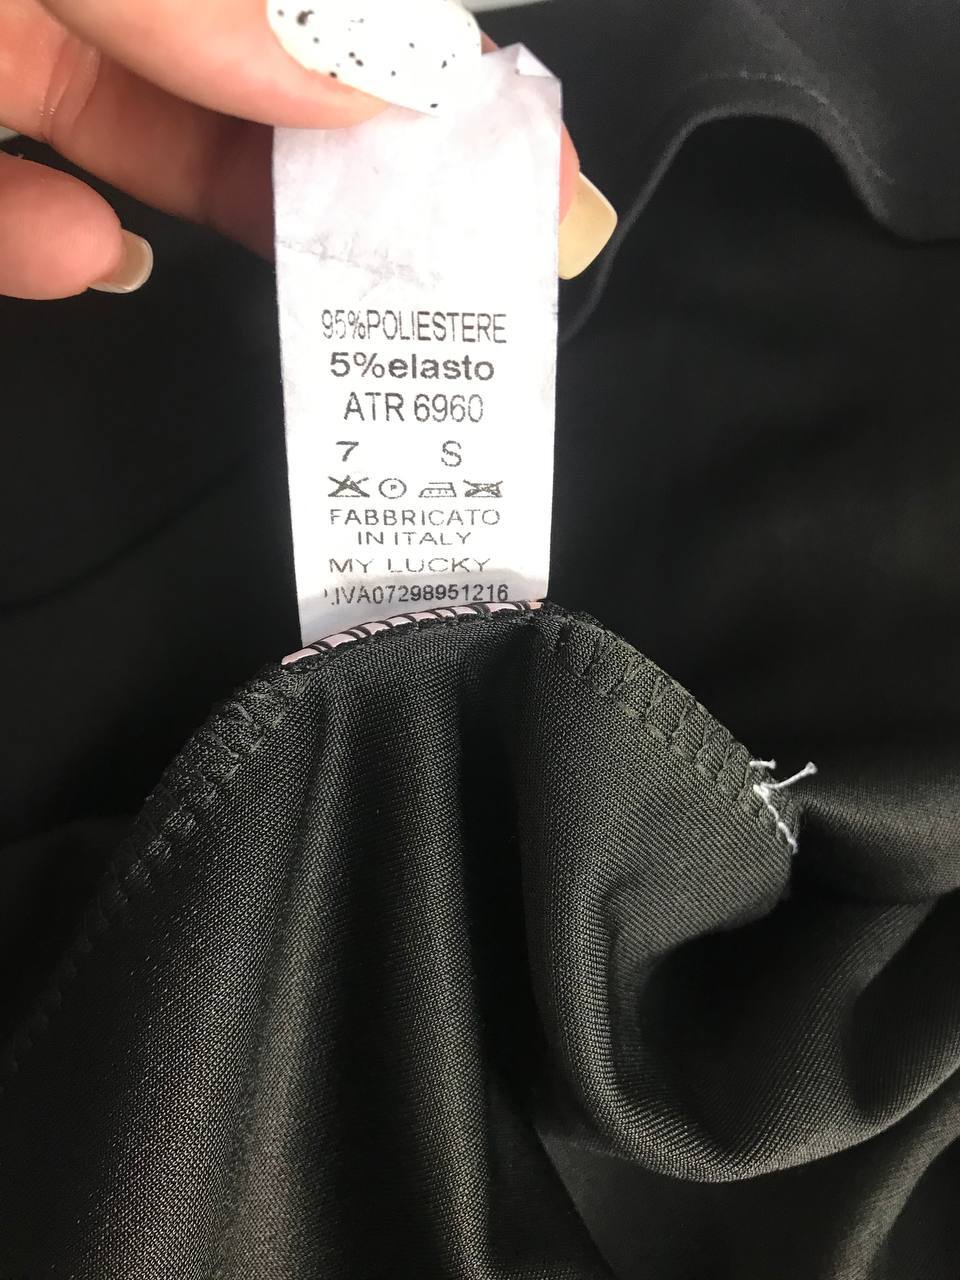 95%POLIESTERE
5%elasto
ATR 6960
7 S
FABBRICATO
IN ITALY
MY LUCKY
.IVA07298951216